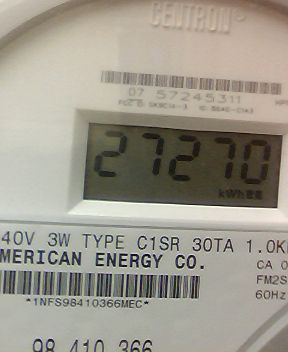 CENTRON®
07 57245311
27270
kWh
40V 3W TYPE C1SR 30TA 1.0K
MERICAN ENERGY CO.
CA 0
FM2S
*1NFS98410366MEC*
60Hz
98 410 366